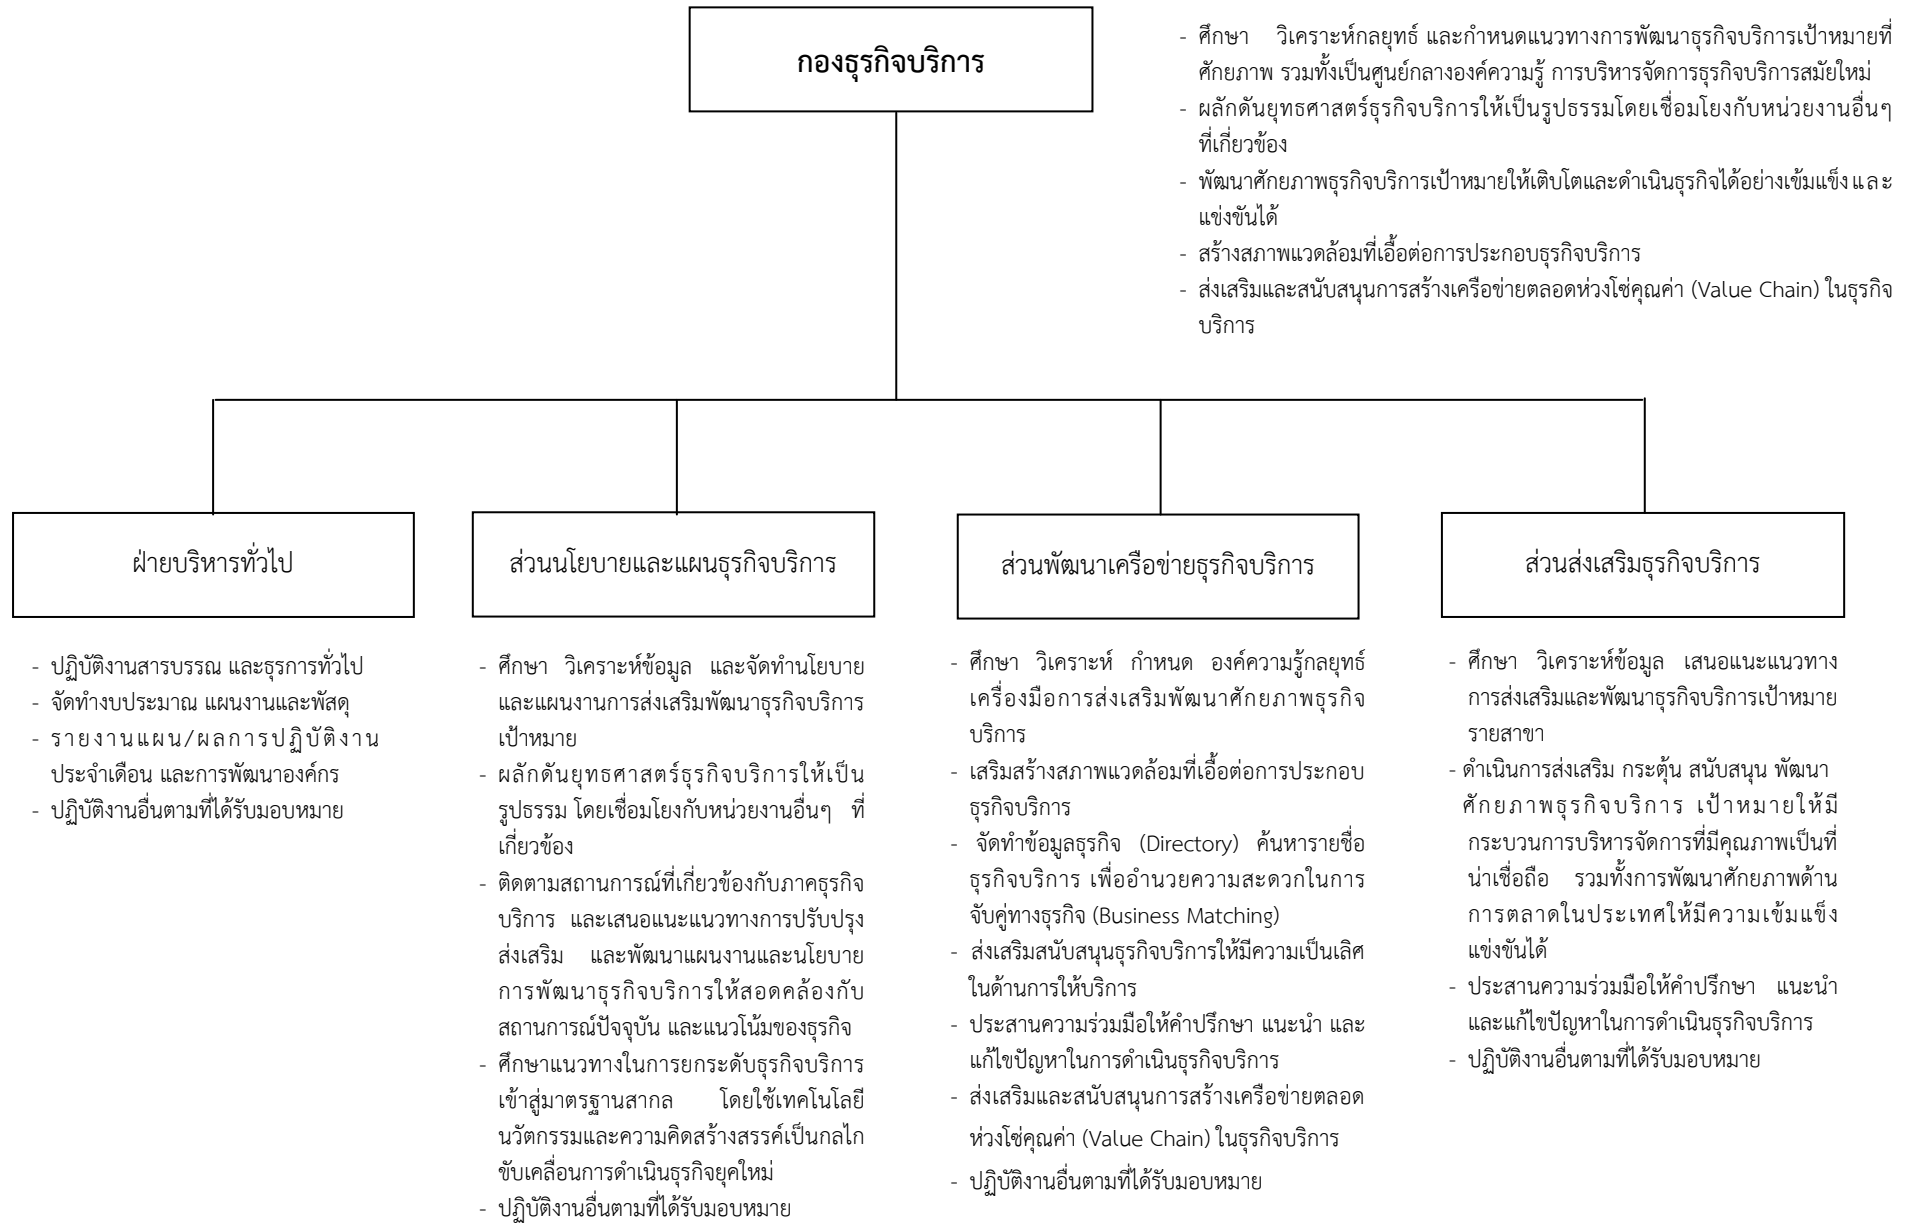 กองธุรกิจบริการ
- ศึกษา วิเคราะห์กลยุทธ์ และกำหนดแนวทางการพัฒนาธุรกิจบริการเป้าหมายที่
ศักยภาพ รวมทั้งเป็นศูนย์กลางองค์ความรู้ การบริหารจัดการธุรกิจบริการสมัยใหม่
- ผลักดันยุทธศาสตร์ธุรกิจบริการให้เป็นรูปธรรมโดยเชื่อมโยงกับหน่วยงานอื่นๆ
ที่เกี่ยวข้อง
- พัฒนาศักยภาพธุรกิจบริการเป้าหมายให้เติบโตและดำเนินธุรกิจได้อย่างเข้มแข็งและ
แข่งขันได้
- สร้างสภาพแวดล้อมที่เอื้อต่อการประกอบธุรกิจบริการ
- ส่งเสริมและสนับสนุนการสร้างเครือข่ายตลอดห่วงโซ่คุณค่า (Value Chain) ในธุรกิจ
บริการ
ฝ่ายบริหารทั่วไป
- ปฏิบัติงานสารบรรณ และธุรการทั่วไป
- จัดทำงบประมาณ แผนงานและพัสดุ
- รายงานแผน/ผลการปฏิบัติงาน
ประจำเดือน และการพัฒนาองค์กร
- ปฏิบัติงานอื่นตามที่ได้รับมอบหมาย
ส่วนนโยบายและแผนธุรกิจบริการ
- ศึกษา วิเคราะห์ข้อมูล และจัดทำนโยบาย
และแผนงานการส่งเสริมพัฒนาธุรกิจบริการ
เป้าหมาย
- ผลักดันยุทธศาสตร์ธุรกิจบริการให้เป็น
รูปธรรม โดยเชื่อมโยงกับหน่วยงานอื่นๆ ที่
เกี่ยวข้อง
- ติดตามสถานการณ์ที่เกี่ยวข้องกับภาคธุรกิจ
บริการ และเสนอแนะแนวทางการปรับปรุง
ส่งเสริม และพัฒนาแผนงานและนโยบาย
การพัฒนาธุรกิจบริการให้สอดคล้องกับ
สถานการณ์ปัจจุบัน และแนวโน้มของธุรกิจ
- ศึกษาแนวทางในการยกระดับธุรกิจบริการ
เข้าสู่มาตรฐานสากล โดยใช้เทคโนโลยี
นวัตกรรมและความคิดสร้างสรรค์เป็นกลไก
ขับเคลื่อนการดำเนินธุรกิจยุคใหม่
- ปฏิบัติงานอื่นตามที่ได้รับมอบหมาย
ส่วนพัฒนาเครือข่ายธุรกิจบริการ
- ศึกษา วิเคราะห์ กำหนด องค์ความรู้กลยุทธ์
เครื่องมือการส่งเสริมพัฒนาศักยภาพธุรกิจ
บริการ
- เสริมสร้างสภาพแวดล้อมที่เอื้อต่อการประกอบ
ธุรกิจบริการ
- จัดทำข้อมูลธุรกิจ (Directory) ค้นหารายชื่อ
ธุรกิจบริการ เพื่ออำนวยความสะดวกในการ
จับคู่ทางธุรกิจ (Business Matching)
- ส่งเสริมสนับสนุนธุรกิจบริการให้มีความเป็นเลิศ
ในด้านการให้บริการ
- ประสานความร่วมมือให้คำปรึกษา แนะนำ และ
แก้ไขปัญหาในการดำเนินธุรกิจบริการ
- ส่งเสริมและสนับสนุนการสร้างเครือข่ายตลอด
ห่วงโซ่คุณค่า (Value Chain) ในธุรกิจบริการ
- ปฏิบัติงานอื่นตามที่ได้รับมอบหมาย
ส่วนส่งเสริมธุรกิจบริการ
- ศึกษา วิเคราะห์ข้อมูล เสนอแนะแนวทาง
การส่งเสริมและพัฒนาธุรกิจบริการเป้าหมาย
รายสาขา
- ดำเนินการส่งเสริม กระตุ้น สนับสนุน พัฒนา
ศักยภาพธุรกิจบริการ เป้าหมายให้มี
กระบวนการบริหารจัดการที่มีคุณภาพเป็นที่
น่าเชื่อถือ รวมทั้งการพัฒนาศักยภาพด้าน
การตลาดในประเทศให้มีความเข้มแข็ง
แข่งขันได้
- ประสานความร่วมมือให้คำปรึกษา แนะนำ
และแก้ไขปัญหาในการดำเนินธุรกิจบริการ
- ปฏิบัติงานอื่นตามที่ได้รับมอบหมาย